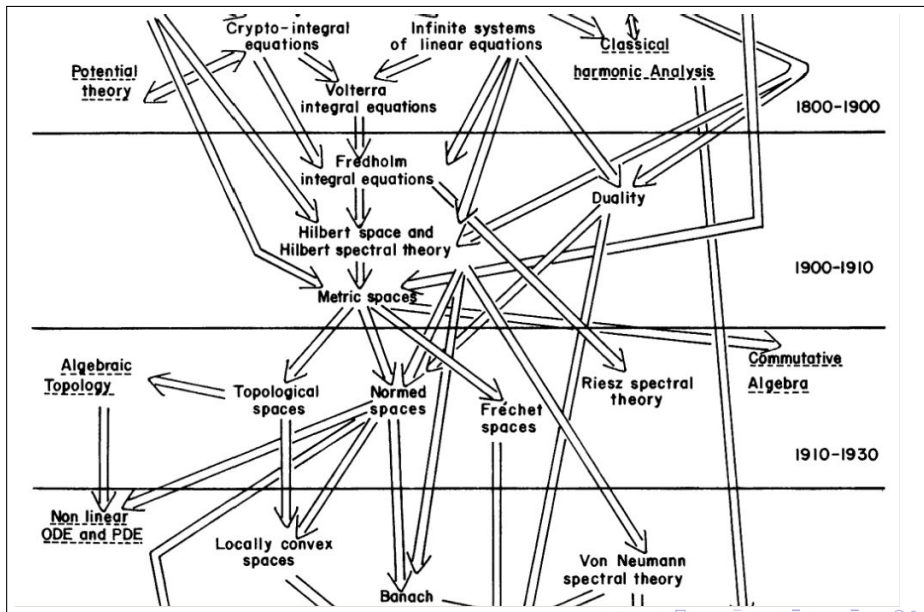 Crypto-integral
equations
Infinite systems
of linear equations
Classical
harmonic Analysis
Potential
theory
Volterra
integral equations
1800-1900
Fredholm
integral equations
Duality
Hilbert space and
Hilbert spectral theory
1900-1910
Metric spaces
Algebraic
Topology
Topological
spaces
Normed
spaces
Fréchet
spaces
Riesz spectral
theory
Commutative
Algebra
1910-1930
Non linear
ODE and PDE
Locally convex
spaces
Banach
Von Neumann
spectral theory